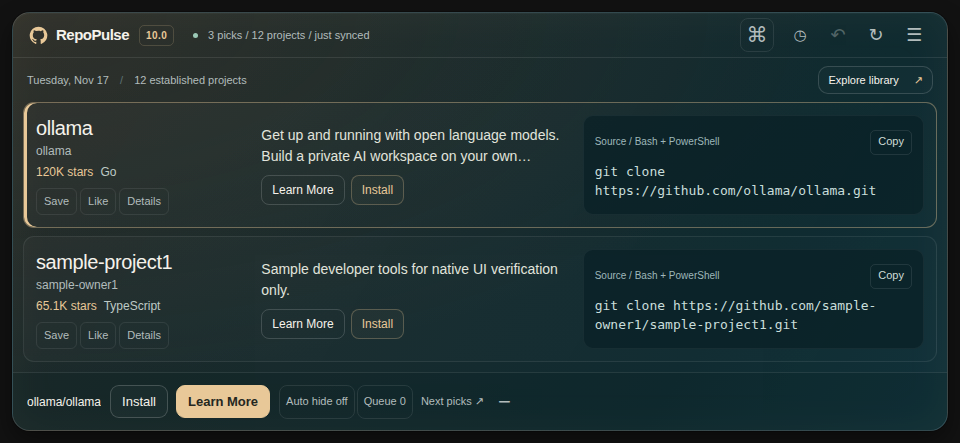 RepoPulse 10.0 3 picks / 12 projects / just synced
Tuesday, Nov 17 / 12 established projects Explore library ↗
ollama
ollama
120K stars Go
Save Like Details
Get up and running with open language models.
Build a private AI workspace on your own…
Learn More Install
Source / Bash + PowerShell Copy
git clone
https://github.com/ollama/ollama.git
sample-project1
sample-owner1
65.1K stars TypeScript
Save Like Details
Sample developer tools for native UI verification
only.
Learn More Install
Source / Bash + PowerShell Copy
git clone https://github.com/sample-
owner1/sample-project1.git
ollama/ollama Install Learn More Auto hide off Queue 0 Next picks ↗